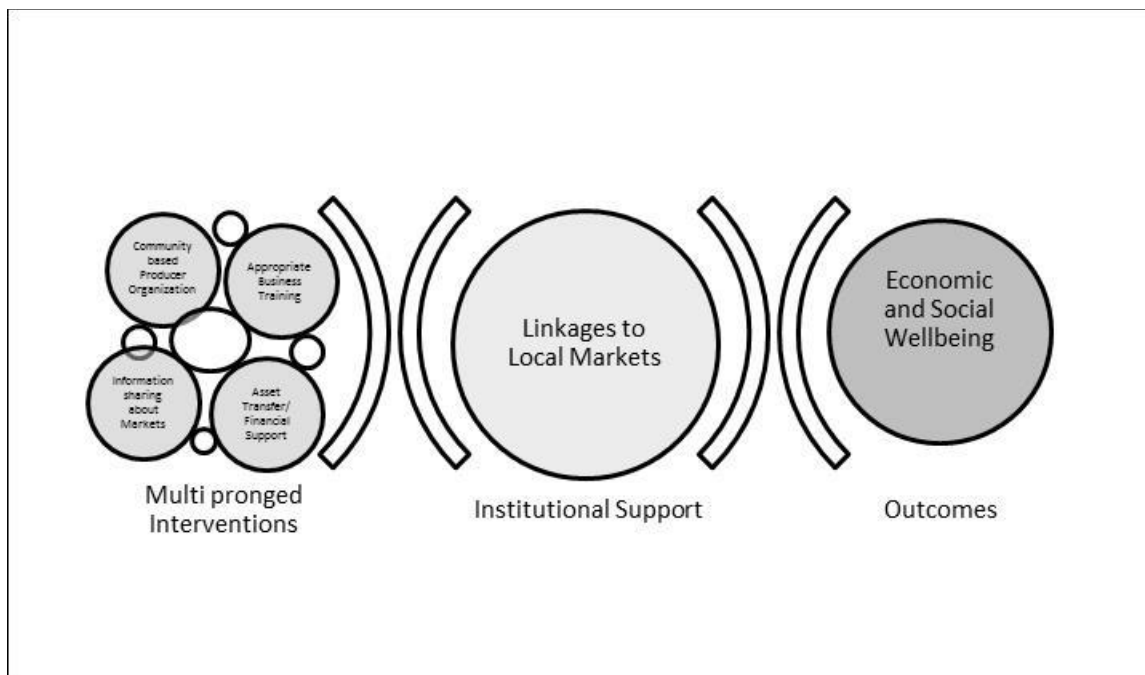 Community
based
Producer
Organization
Appropriate
Business
Training
Information
sharing
about
Markets
Asset
Transfer/
Financial
Support
Multi pronged
Interventions
Linkages to
Local Markets
Institutional Support
Economic
and Social
Wellbeing
Outcomes